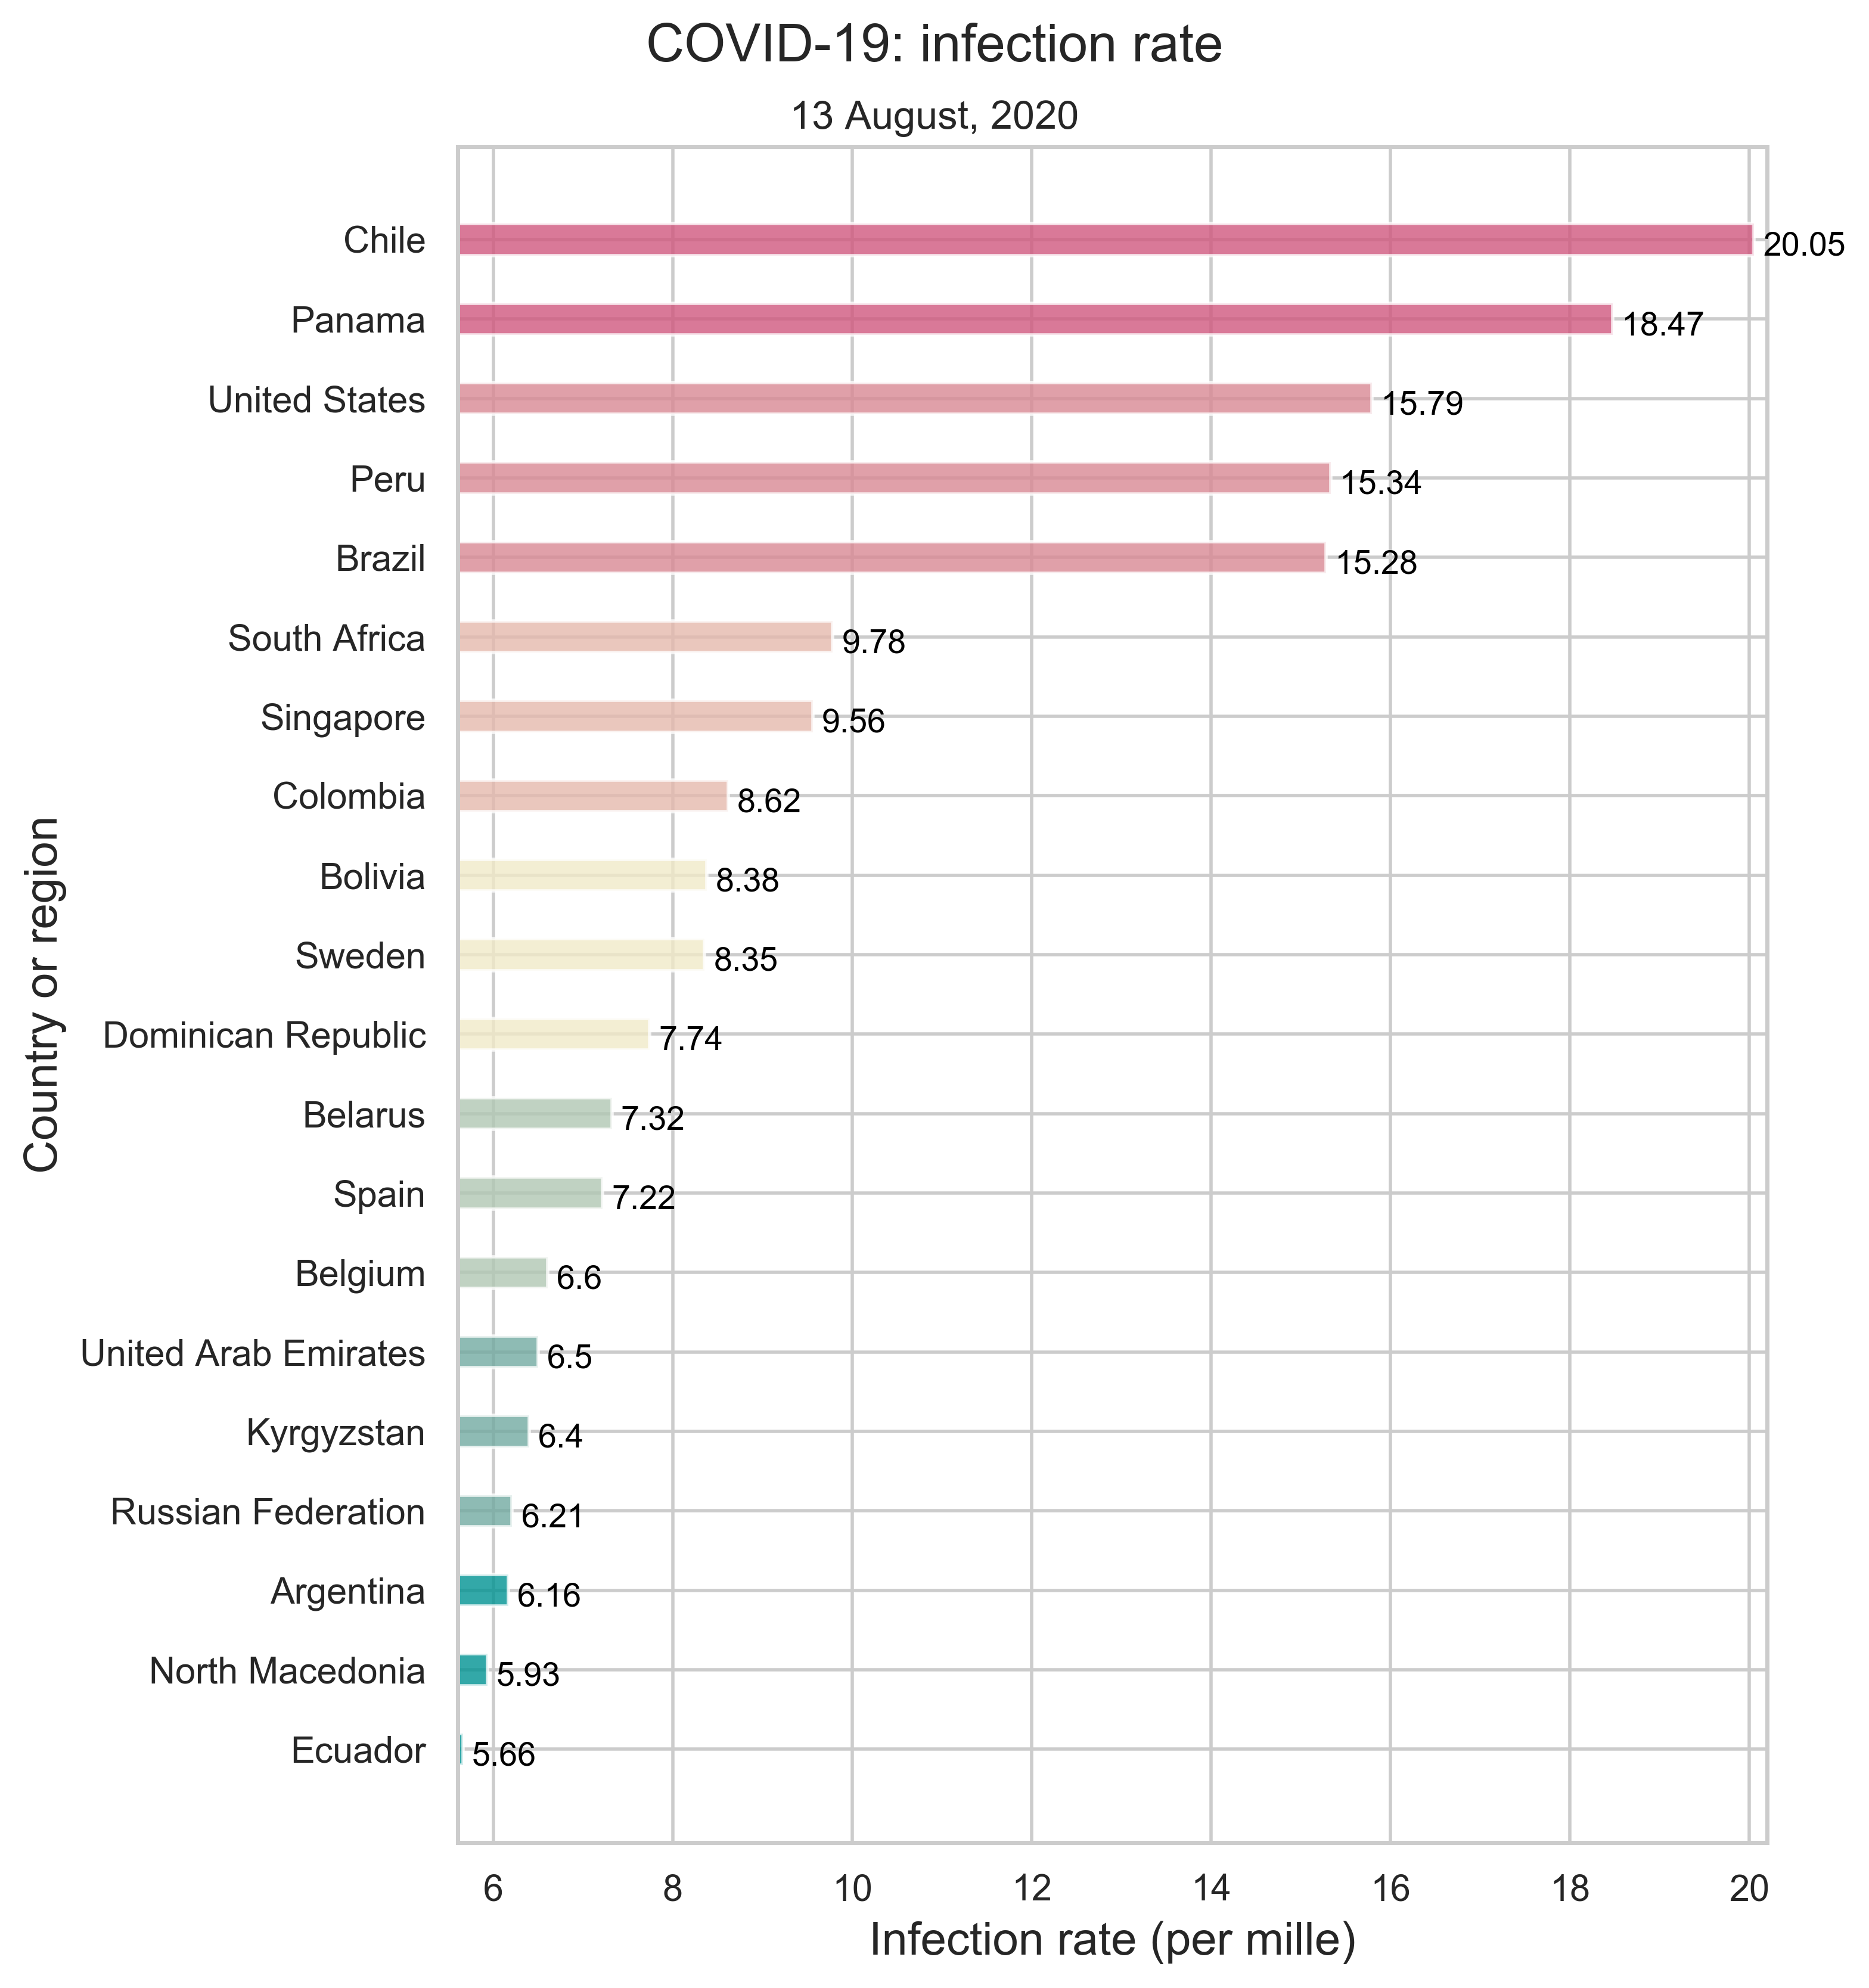 COVID-19: infection rate
13 August, 2020
Chile 20.05
Panama 18.47
United States 15.79
Peru 15.34
Brazil 15.28
South Africa 9.78
Singapore 9.56
Colombia 8.62
Bolivia 8.38
Sweden 8.35
Dominican Republic 7.74
Belarus 7.32
Spain 7.22
Belgium 6.6
United Arab Emirates 6.5
Kyrgyzstan 6.4
Russian Federation 6.21
Argentina 6.16
North Macedonia 5.93
Ecuador 5.66
Country or region
6 8 10 12 14 16 18 20
Infection rate (per mille)